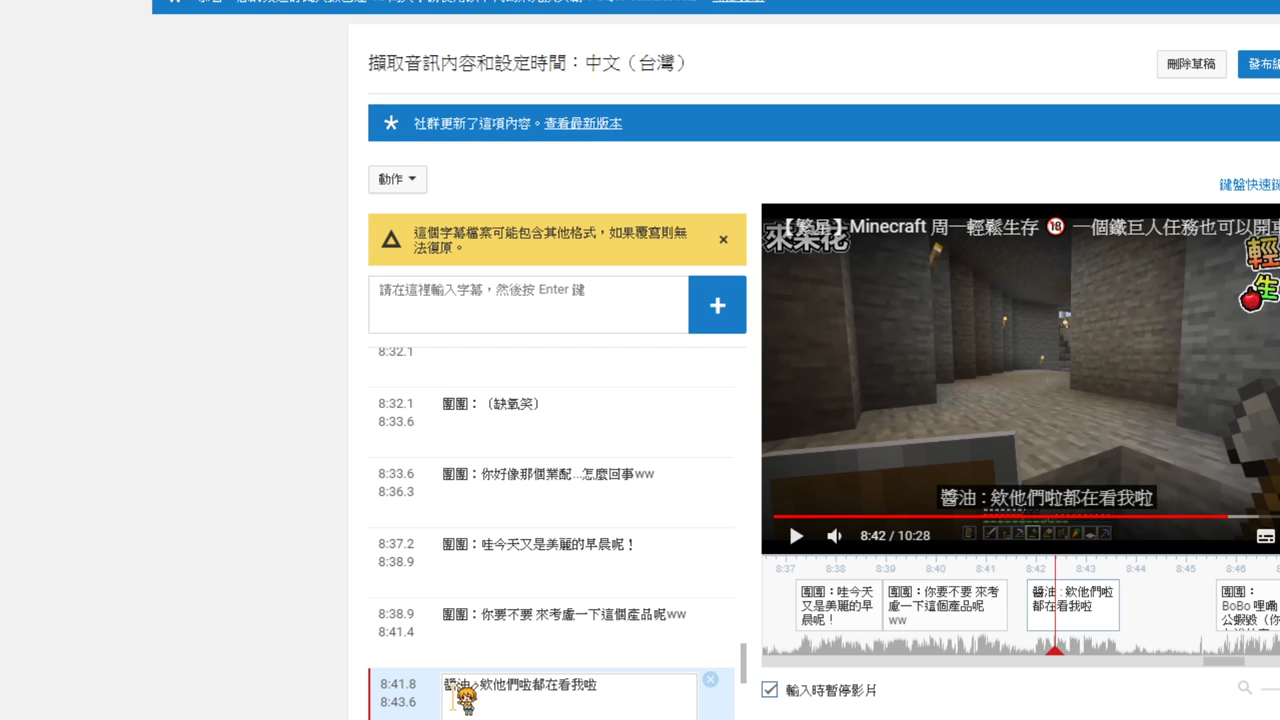 擷取音訊內容和設定時間：中文（台灣）
刪除草稿
社群更新了這項內容。查看最新版本
動作
鍵盤快速鍵
這個字幕檔案可能包含其他格式，如果覆寫則無
法復原。
請在這裡輸入字幕，然後按 Enter 鍵
8:32.1
8:32.1
8:33.6
團團：〔缺氧笑〕
8:33.6
8:36.3
團團：你好像那個業配...怎麼回事ww
8:37.2
8:38.9
團團：哇今天又是美麗的早晨呢！
8:38.9
8:41.4
團團：你要不要 來考慮一下這個產品呢ww
8:41.8
8:43.6
醬油：欸他們啦都在看我啦
【繁星】Minecraft 周一輕鬆生存 🔞 一個鐵巨人任務也可以開車
來朵花
輕
生
醬油 : 欸他們啦都在看我啦
8:42 / 10:28
8:37 8:38 8:39 8:40 8:41 8:42 8:43 8:44 8:45 8:46
團團：哇今天
又是美麗的早
晨呢！
團團：你要不要 來考
慮一下這個產品呢
ww
醬油 : 欸他們啦
都在看我啦
團團：
BoBo 哩嘞
公蝦毀（你
輸入時暫停影片